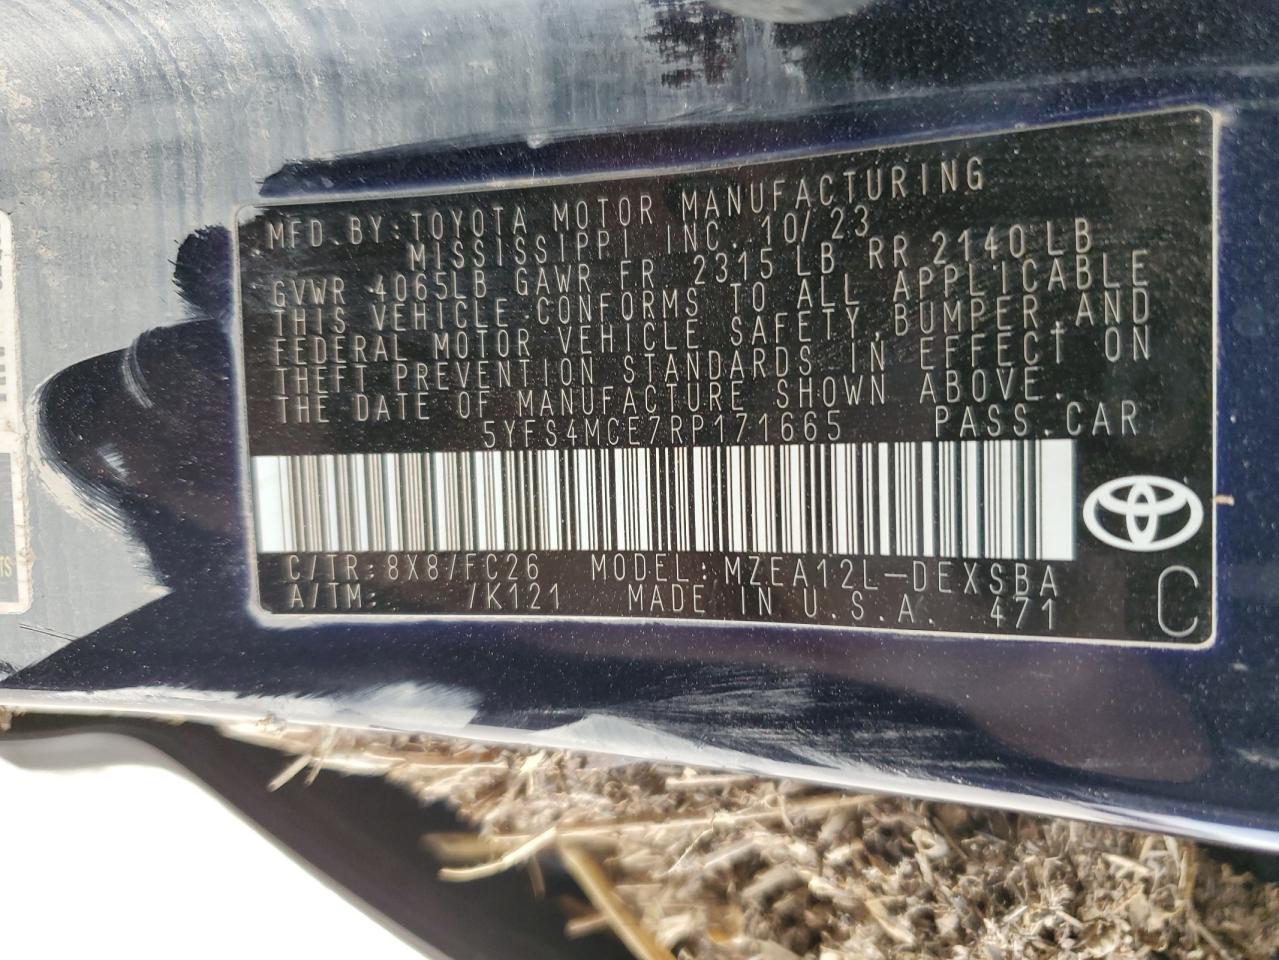 MFD.BY:TOYOTA MOTOR MANUFACTURING
MISSISSIPPI INC. 10/23
GVWR 4065LB GAWR FR 2315LB RR 2140LB
THIS VEHICLE CONFORMS TO ALL APPLICABLE
FEDERAL MOTOR VEHICLE SAFETY,BUMPER,AND
THEFT PREVENTION STANDARDS IN EFFECT ON
THE DATE OF MANUFACTURE SHOWN ABOVE.
5YFS4MCE7RP171665 PASS.CAR
C/TR:8X8/FC26 MODEL:MZEA12L-DEXSBA
A/TM: /K121 MADE IN U.S.A. 471
C